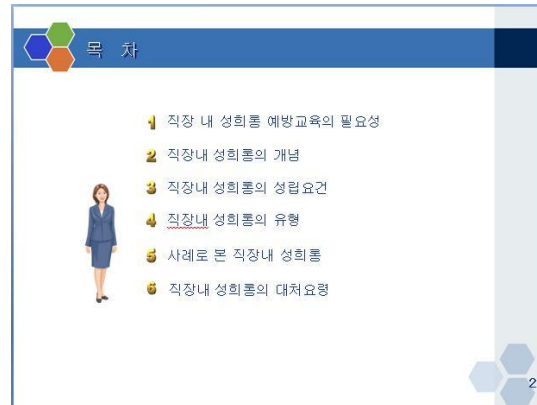 목 차
1 직장 내 성희롱 예방교육의 필요성
2 직장내 성희롱의 개념
3 직장내 성희롱의 성립요건
4 직장내 성희롱의 유형
5 사례로 본 직장내 성희롱
6 직장내 성희롱의 대처요령
2